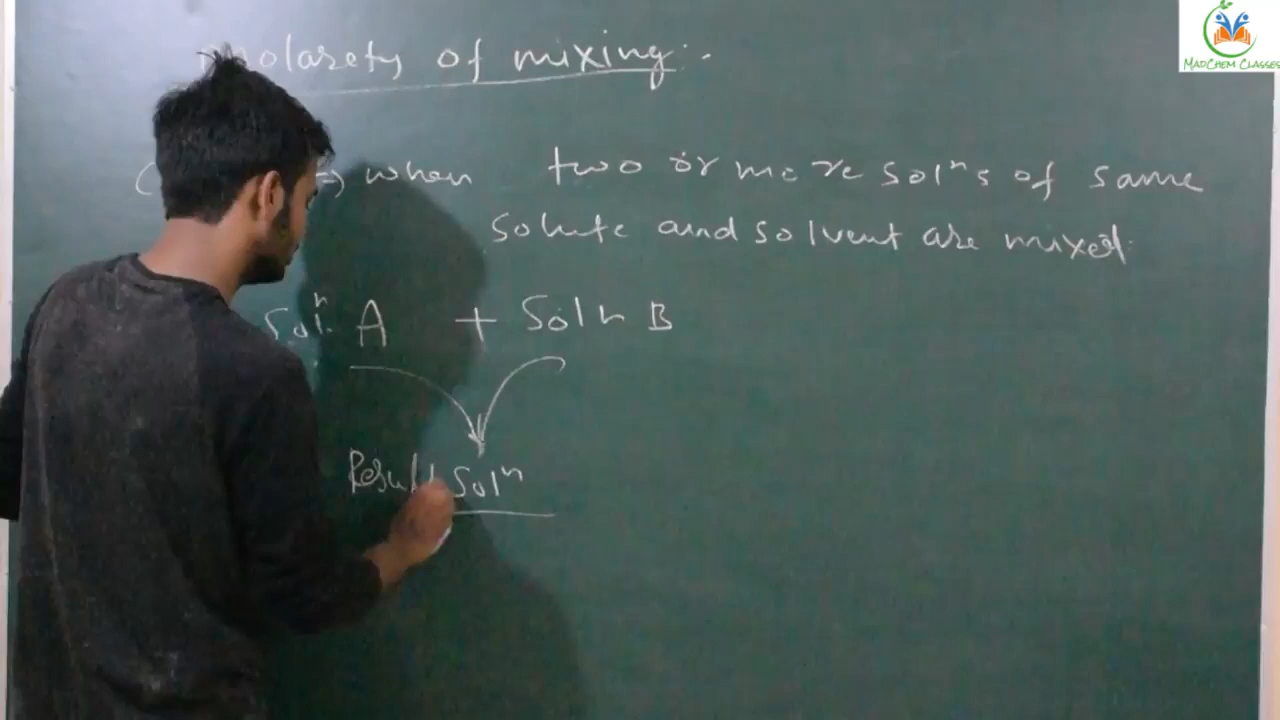 molarety of mixing :-
MADCHEM CLASSES
( => when two or more solⁿs of same
solute and solvent are mixed.
Solⁿ. A + Soln B
Result Solⁿ